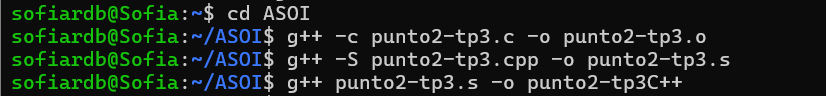 sofiardb@Sofia:~$ cd ASOI
sofiardb@Sofia:~/ASOI$ g++ -c punto2-tp3.c -o punto2-tp3.o
sofiardb@Sofia:~/ASOI$ g++ -S punto2-tp3.cpp -o punto2-tp3.s
sofiardb@Sofia:~/ASOI$ g++ punto2-tp3.s -o punto2-tp3C++